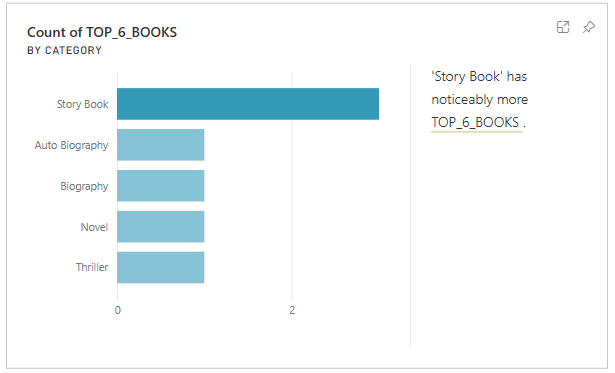 Count of TOP_6_BOOKS
BY CATEGORY
Story Book
Auto Biography
Biography
Novel
Thriller
0 2
'Story Book' has
noticeably more
TOP_6_BOOKS .